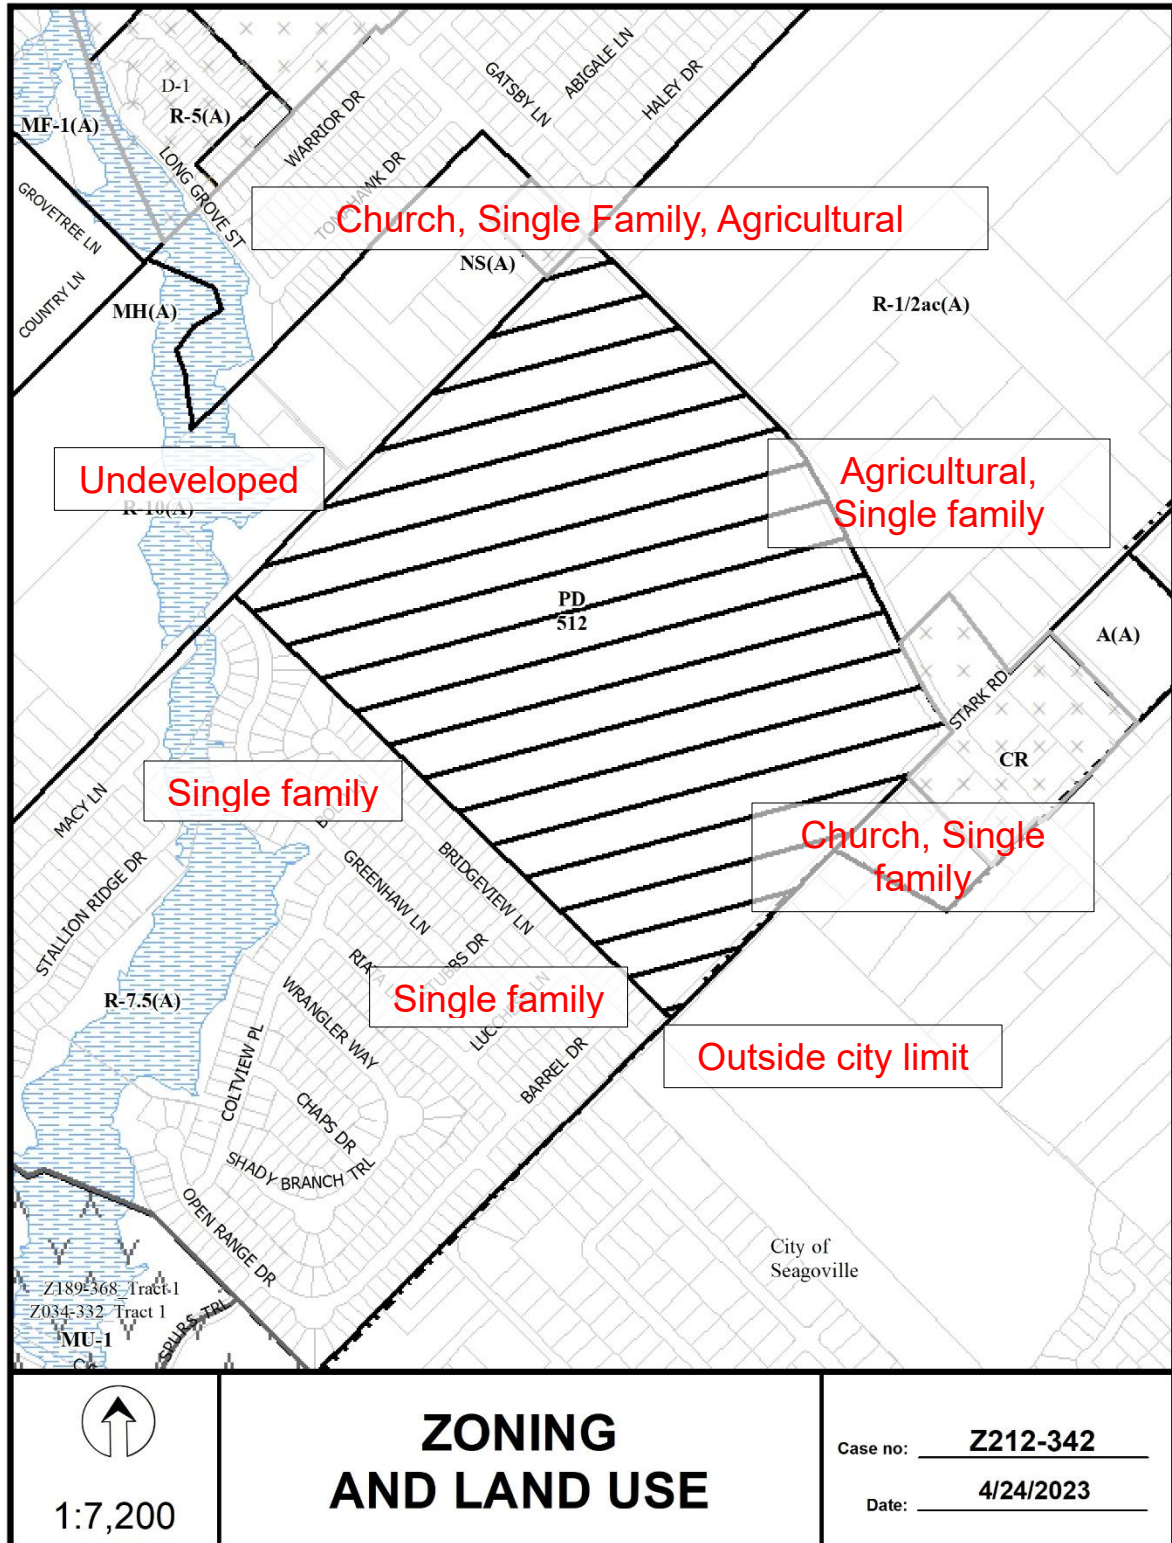 D-1
R-5(A)
MF-1(A)
GATSBY LN
ABIGALE LN
HALEY DR
WARRIOR DR
LONG GROVE ST
TOMAHAWK DR
GROVETREE LN
COUNTRY LN
Church, Single Family, Agricultural
NS(A)
MH(A)
R-1/2ac(A)
Undeveloped
R-10(A)
Agricultural,
Single family
PD
512
A(A)
STARK RD
CR
Single family
MACY LN
STALLION RIDGE DR
GREENHAW LN
BRIDGEVIEW LN
Church, Single
family
R-7.5(A)
WRANGLER WAY
Single family
COLTVIEW PL
CHAPS DR
BARREL DR
Outside city limit
SHADY BRANCH TRL
OPEN RANGE DR
City of
Seagoville
Z189-368_Tract 1
Z034-332_Tract 1
MU-1
SPURS TRL
1:7,200
ZONING
AND LAND USE
Case no: Z212-342
Date: 4/24/2023